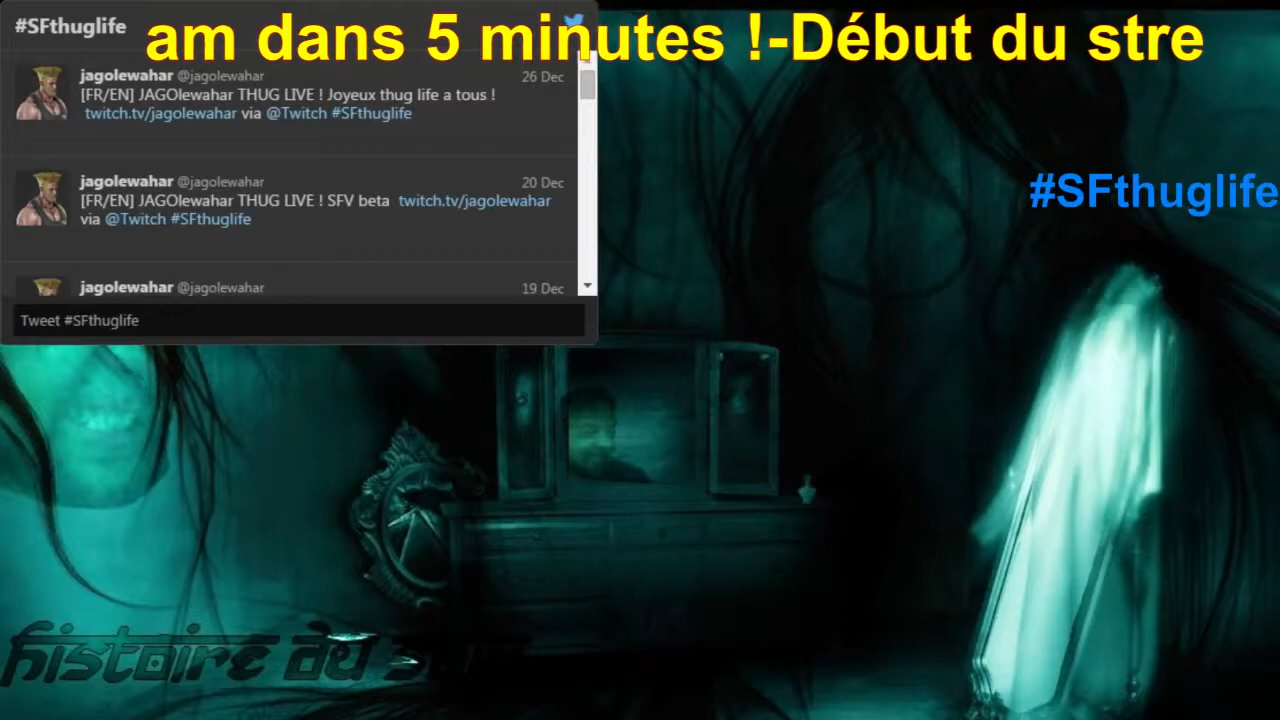 #SFthuglife
am dans 5 minutes !-Début du stre
jagolewahar @jagolewahar 26 Dec
[FR/EN] JAGOlewahar THUG LIVE ! Joyeux thug life a tous !
twitch.tv/jagolewahar via @Twitch #SFthuglife
jagolewahar @jagolewahar 20 Dec
[FR/EN] JAGOlewahar THUG LIVE ! SFV beta twitch.tv/jagolewahar
via @Twitch #SFthuglife
#SFthuglife
jagolewahar @jagolewahar 19 Dec
Tweet #SFthuglife
histoire du